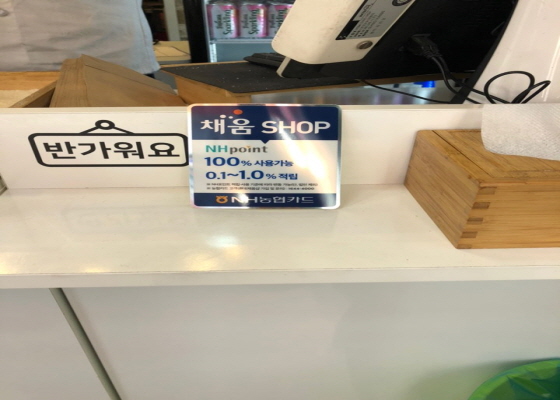 반가워요
채움 SHOP
NHpoint
100% 사용가능
0.1~1.0% 적립
NH농협카드